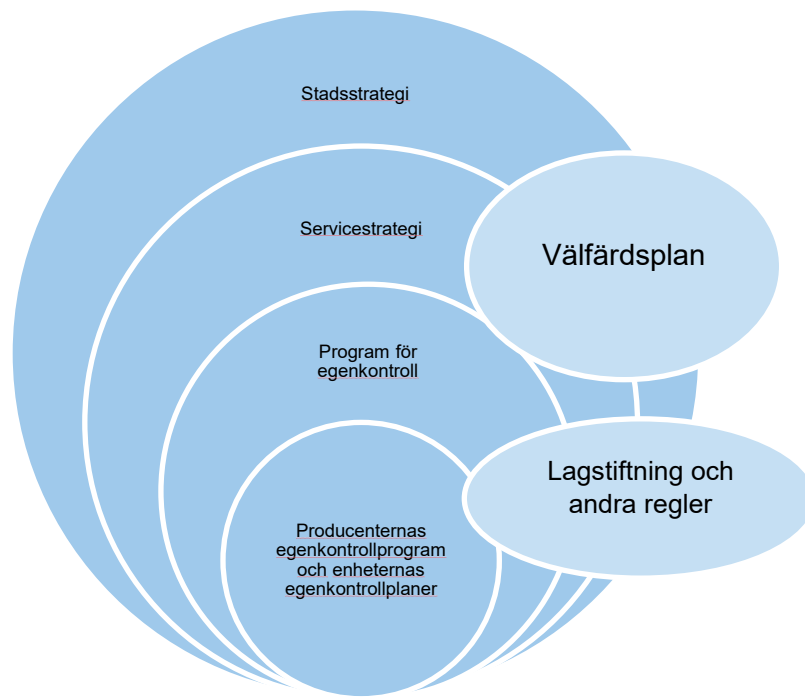 Stadsstrategi
Servicestrategi
Välfärdsplan
Program för
egenkontroll
Lagstiftning och
andra regler
Producenternas
egenkontrollprogram
och enheternas
egenkontrollplaner